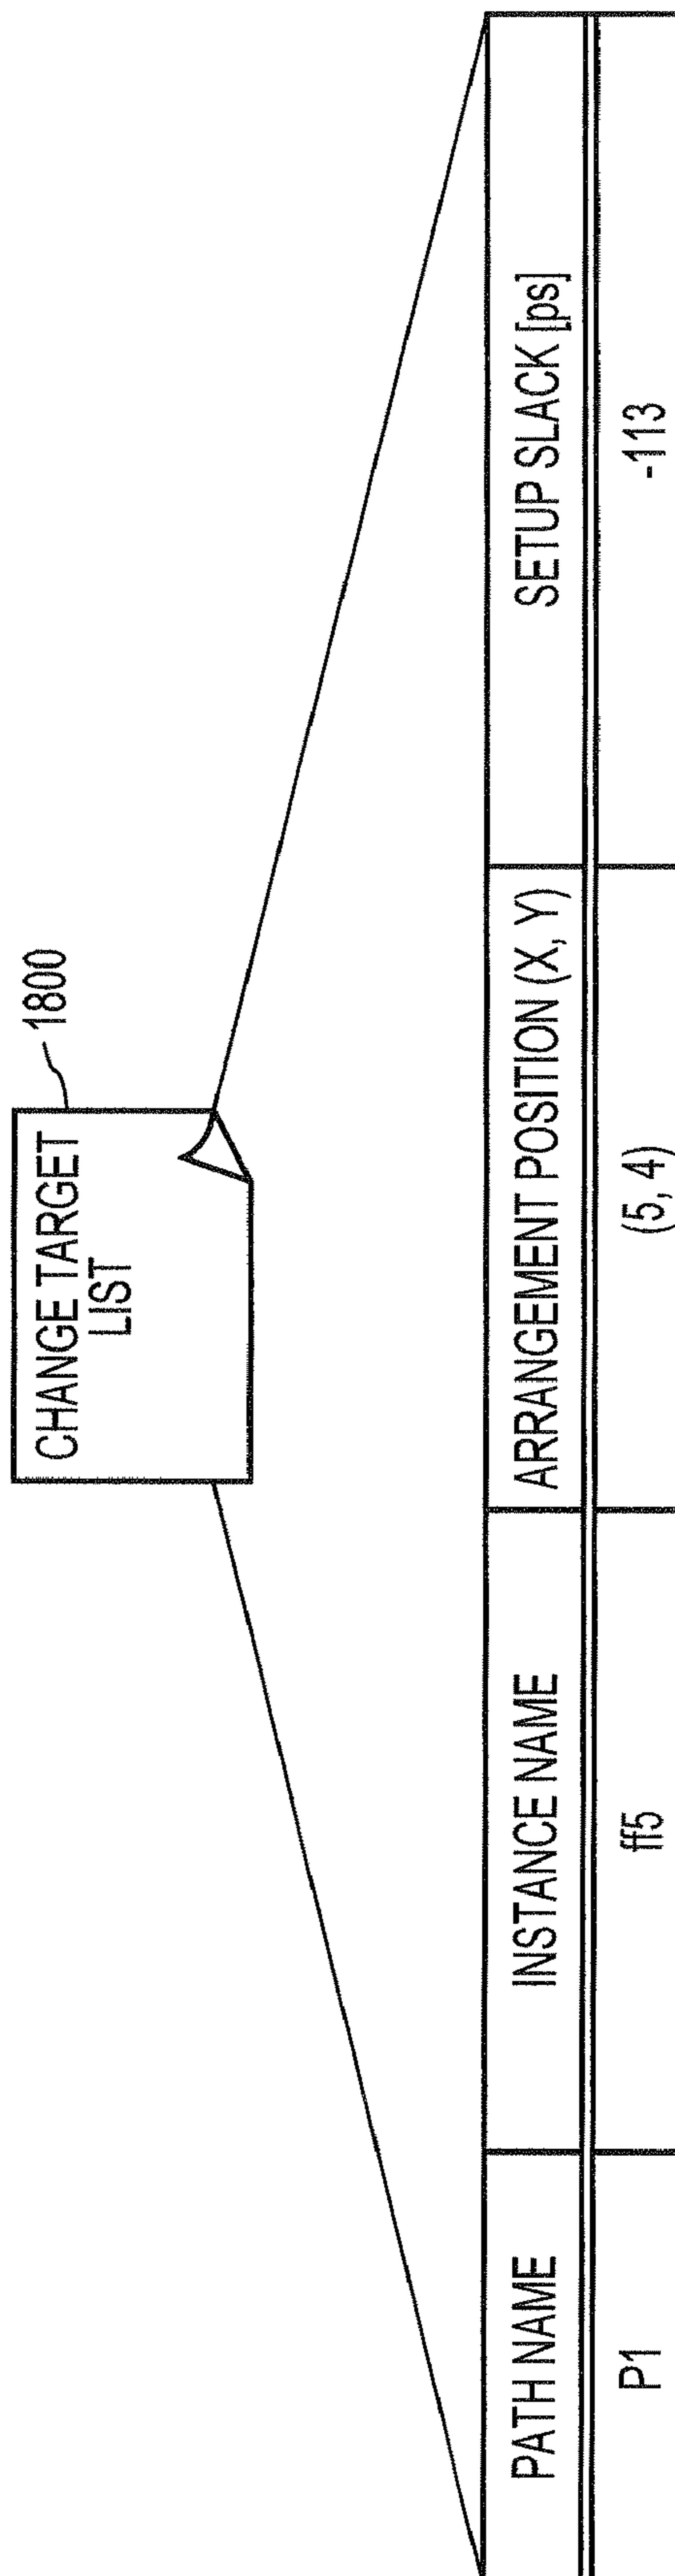 CHANGE TARGET
LIST
1800
PATH NAME
INSTANCE NAME
ARRANGEMENT POSITION (X, Y)
SETUP SLACK [ps]
P1
ff5
(5, 4)
-113